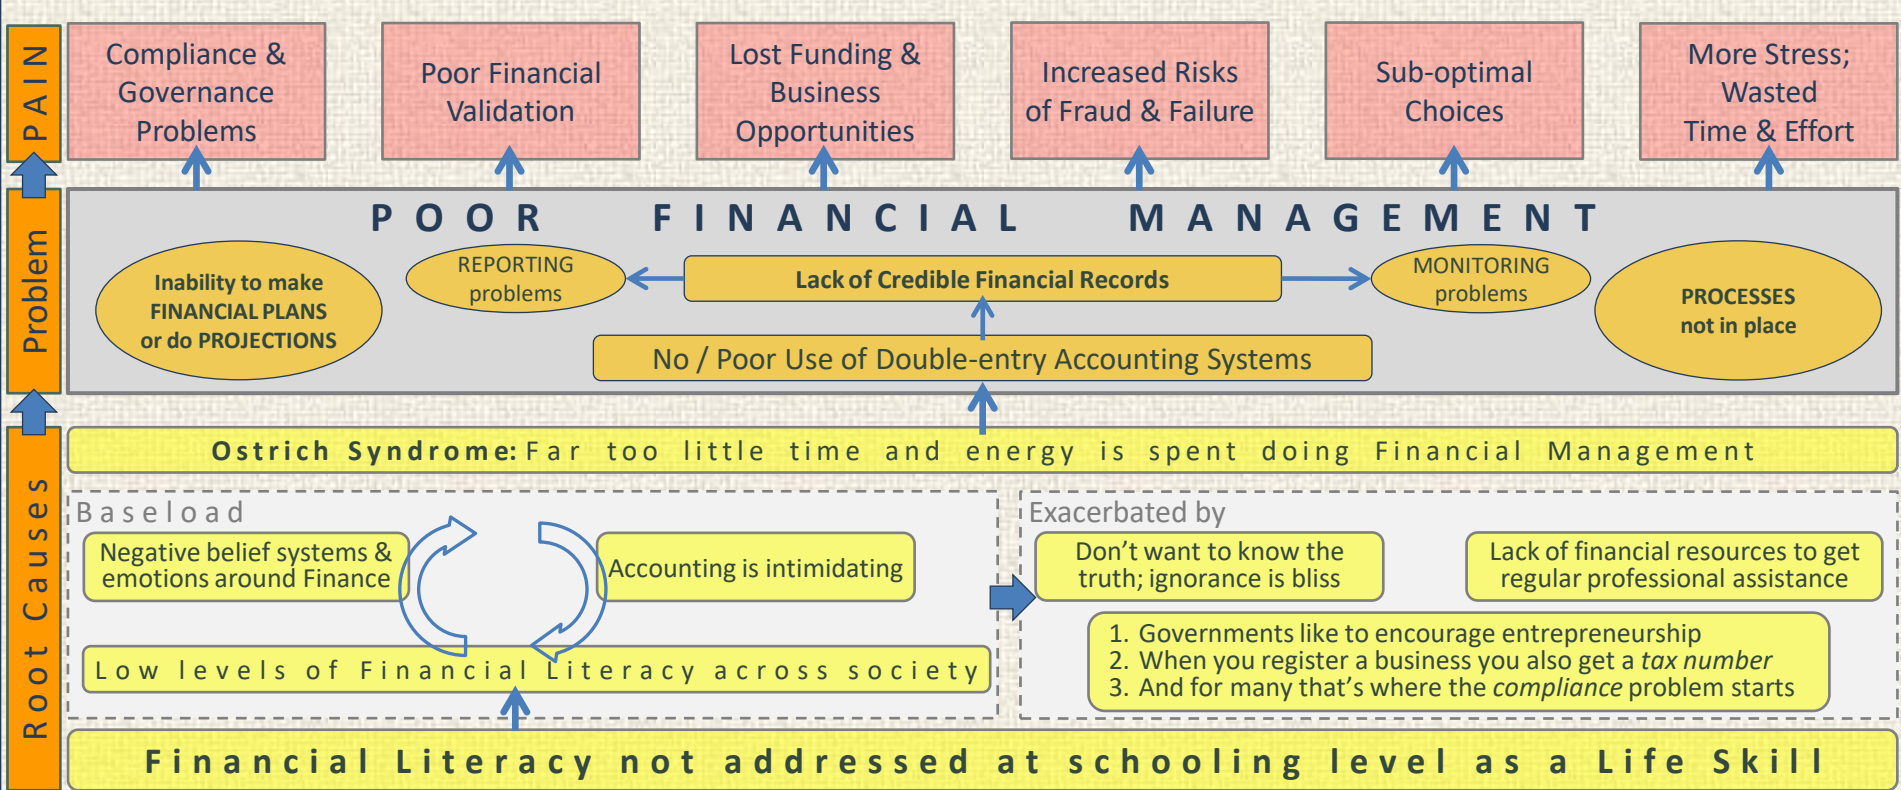 PAIN
Compliance &
Governance
Problems
Poor Financial
Validation
Lost Funding &
Business
Opportunities
Increased Risks
of Fraud & Failure
Sub-optimal
Choices
More Stress;
Wasted
Time & Effort
Problem
POOR FINANCIAL MANAGEMENT
Inability to make
FINANCIAL PLANS
or do PROJECTIONS
REPORTING
problems
Lack of Credible Financial Records
MONITORING
problems
PROCESSES
not in place
No / Poor Use of Double-entry Accounting Systems
Root Causes
Ostrich Syndrome: Far too little time and energy is spent doing Financial Management
Baseload
Negative belief systems &
emotions around Finance
Accounting is intimidating
Low levels of Financial Literacy across society
Exacerbated by
Don't want to know the
truth; ignorance is bliss
Lack of financial resources to get
regular professional assistance
1. Governments like to encourage entrepreneurship
2. When you register a business you also get a tax number
3. And for many that's where the compliance problem starts
Financial Literacy not addressed at schooling level as a Life Skill